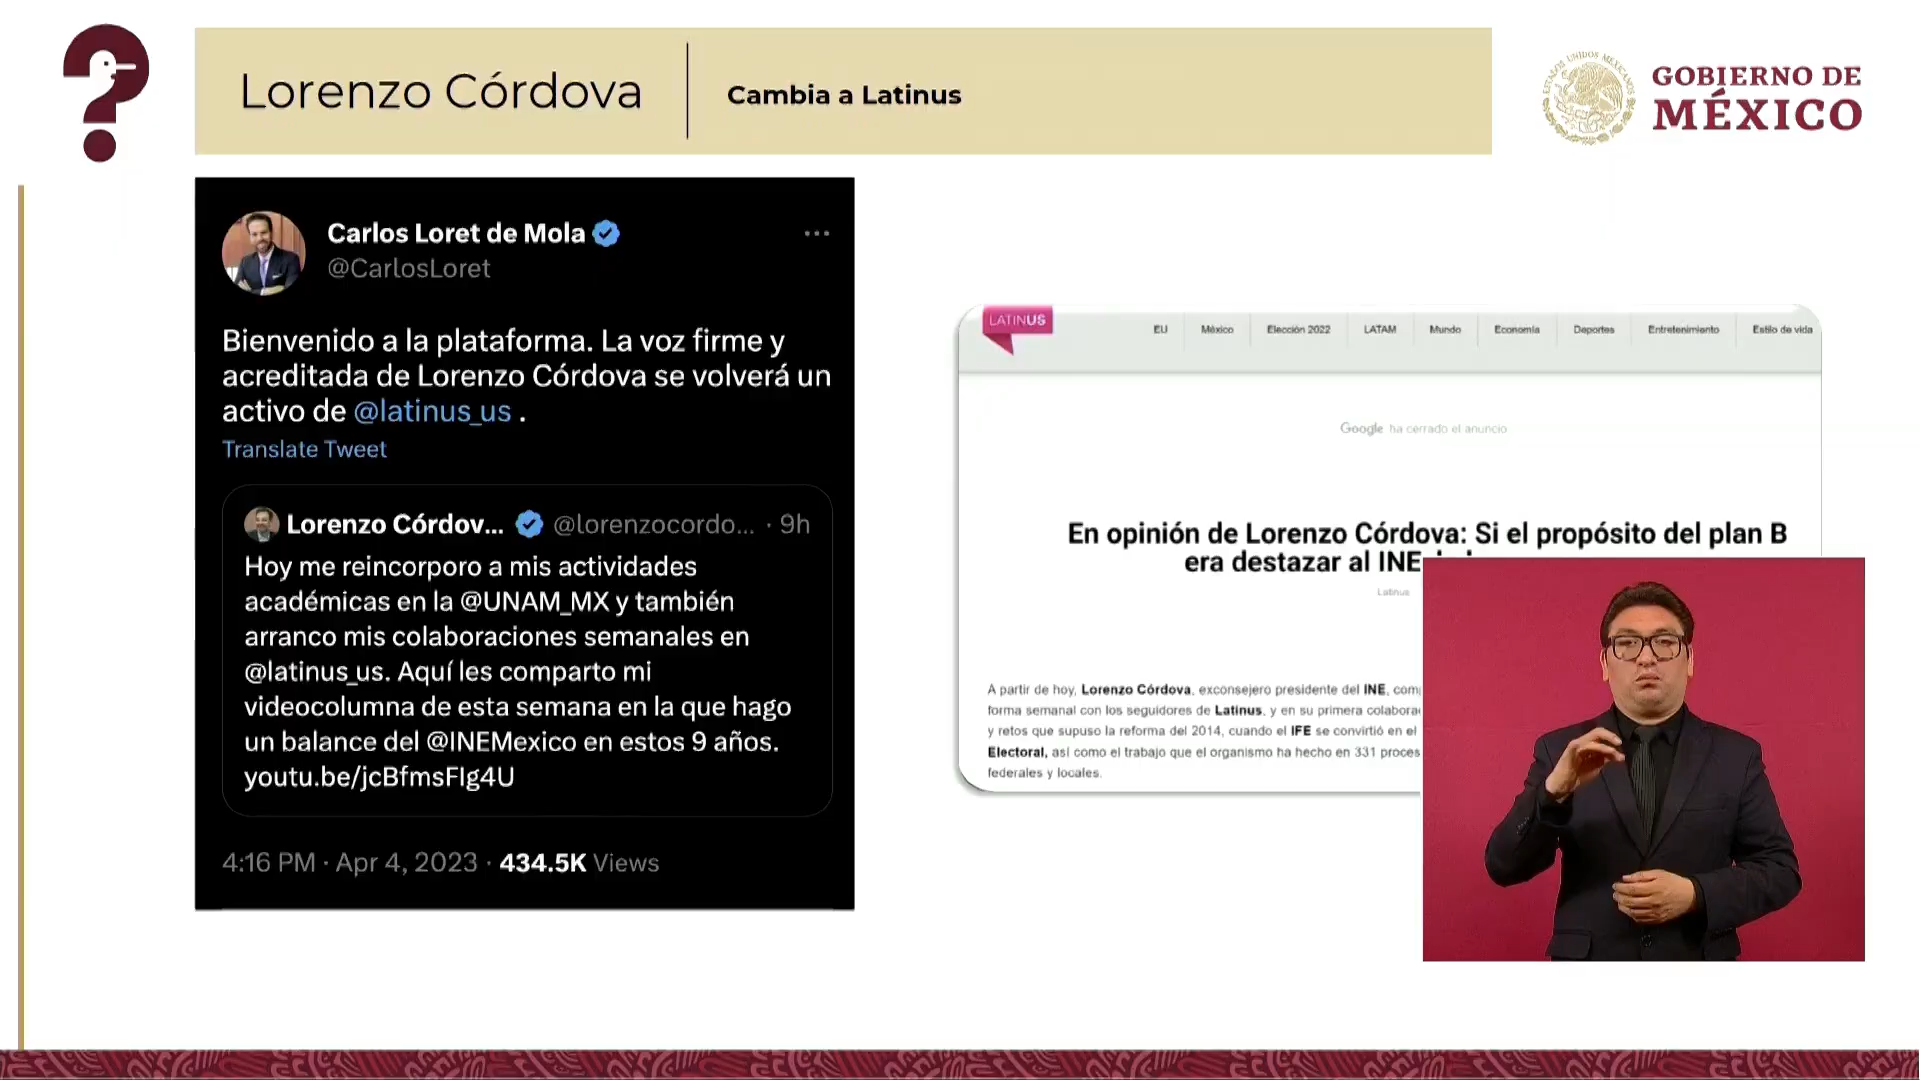 Lorenzo Córdova
Cambia a Latinus
GOBIERNO DE
MÉXICO
ESTADOS UNIDOS MEXICANOS
Carlos Loret de Mola
@CarlosLoret
Bienvenido a la plataforma. La voz firme y
acreditada de Lorenzo Córdova se volverá un
activo de @latinus_us .
Translate Tweet
Lorenzo Córdov... @lorenzocordo... · 9h
Hoy me reincorporo a mis actividades
académicas en la @UNAM_MX y también
arranco mis colaboraciones semanales en
@latinus_us. Aquí les comparto mi
videocolumna de esta semana en la que hago
un balance del @INEMexico en estos 9 años.
youtu.be/jcBfmsFIg4U
4:16 PM · Apr 4, 2023 · 434.5K Views
LATINUS
EU México Elección 2022 LATAM Mundo Economía Deportes Entretenimiento Estilo de vida
Google ha cerrado el anuncio
En opinión de Lorenzo Córdova: Si el propósito del plan B
era destazar al INE
Latinus
A partir de hoy, Lorenzo Córdova, exconsejero presidente del INE,
forma semanal con los seguidores de Latinus, y en su primera
y retos que supuso la reforma del 2014, cuando el IFE se convirtió en el
Electoral, así como el trabajo que el organismo ha hecho en 331
federales y locales.